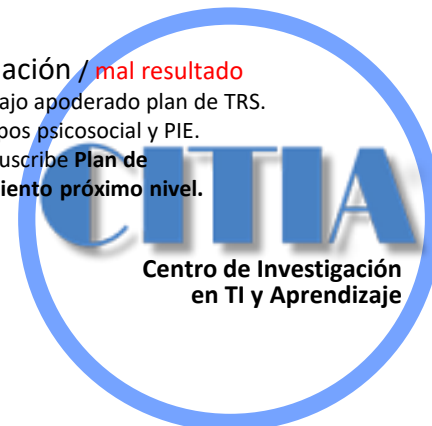 ación / mal resultado
ajo apoderado plan de TRS.
pos psicosocial y PIE.
uscribe Plan de
iento próximo nivel.
CITIA
Centro de Investigación
en TI y Aprendizaje